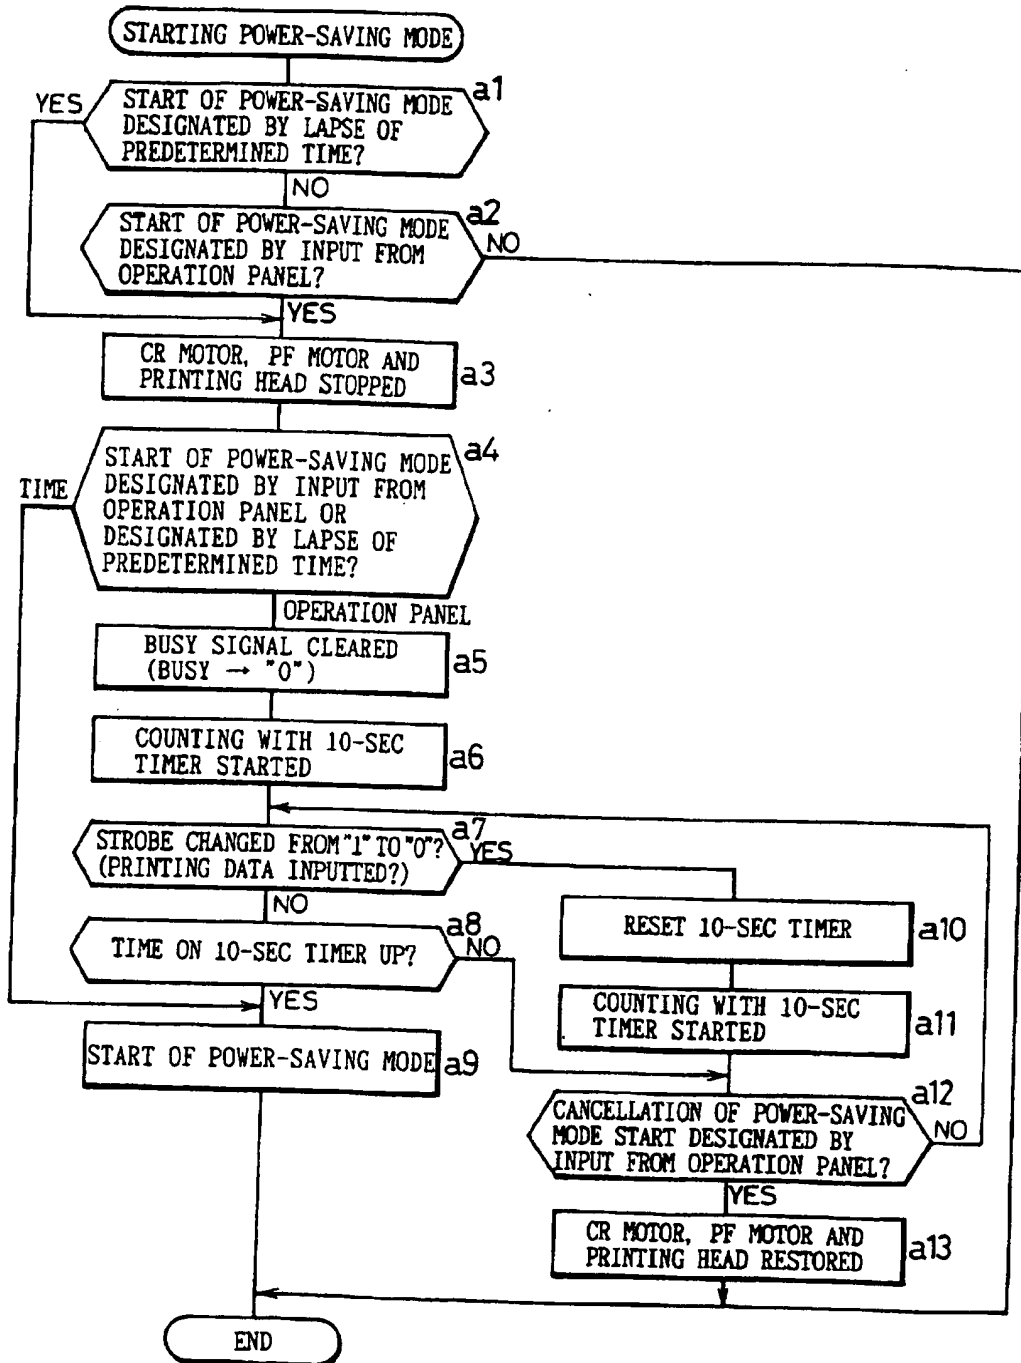 STARTING POWER-SAVING MODE
a1
YES
START OF POWER-SAVING MODE
DESIGNATED BY LAPSE OF
PREDETERMINED TIME?
NO
a2
START OF POWER-SAVING MODE
DESIGNATED BY INPUT FROM
OPERATION PANEL?
NO
YES
CR MOTOR, PF MOTOR AND
PRINTING HEAD STOPPED
a3
a4
START OF POWER-SAVING MODE
DESIGNATED BY INPUT FROM
OPERATION PANEL OR
DESIGNATED BY LAPSE OF
PREDETERMINED TIME?
TIME
OPERATION PANEL
BUSY SIGNAL CLEARED
(BUSY → "0")
a5
COUNTING WITH 10-SEC
TIMER STARTED
a6
a7
STROBE CHANGED FROM "1" TO "0"?
(PRINTING DATA INPUTTED?)
YES
NO
a8
TIME ON 10-SEC TIMER UP?
NO
YES
START OF POWER-SAVING MODE
a9
RESET 10-SEC TIMER
a10
COUNTING WITH 10-SEC
TIMER STARTED
a11
a12
CANCELLATION OF POWER-SAVING
MODE START DESIGNATED BY
INPUT FROM OPERATION PANEL?
NO
YES
CR MOTOR, PF MOTOR AND
PRINTING HEAD RESTORED
a13
END